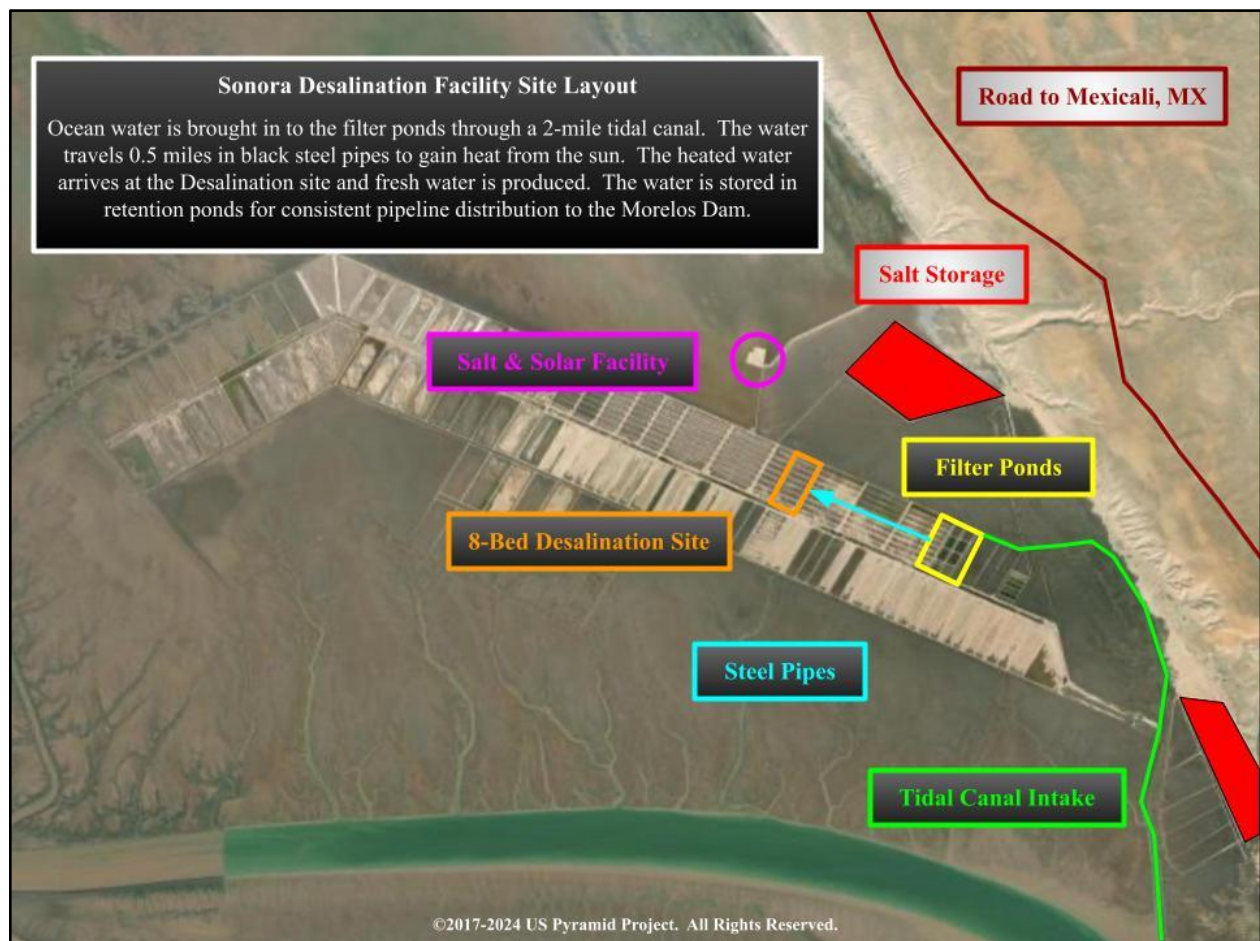 Sonora Desalination Facility Site Layout
Ocean water is brought in to the filter ponds through a 2-mile tidal canal.  The water
travels 0.5 miles in black steel pipes to gain heat from the sun.  The heated water
arrives at the Desalination site and fresh water is produced.  The water is stored in
retention ponds for consistent pipeline distribution to the Morelos Dam.
Road to Mexicali, MX
Salt Storage
Salt & Solar Facility
Filter Ponds
8-Bed Desalination Site
Steel Pipes
Tidal Canal Intake
©2017-2024 US Pyramid Project.  All Rights Reserved.